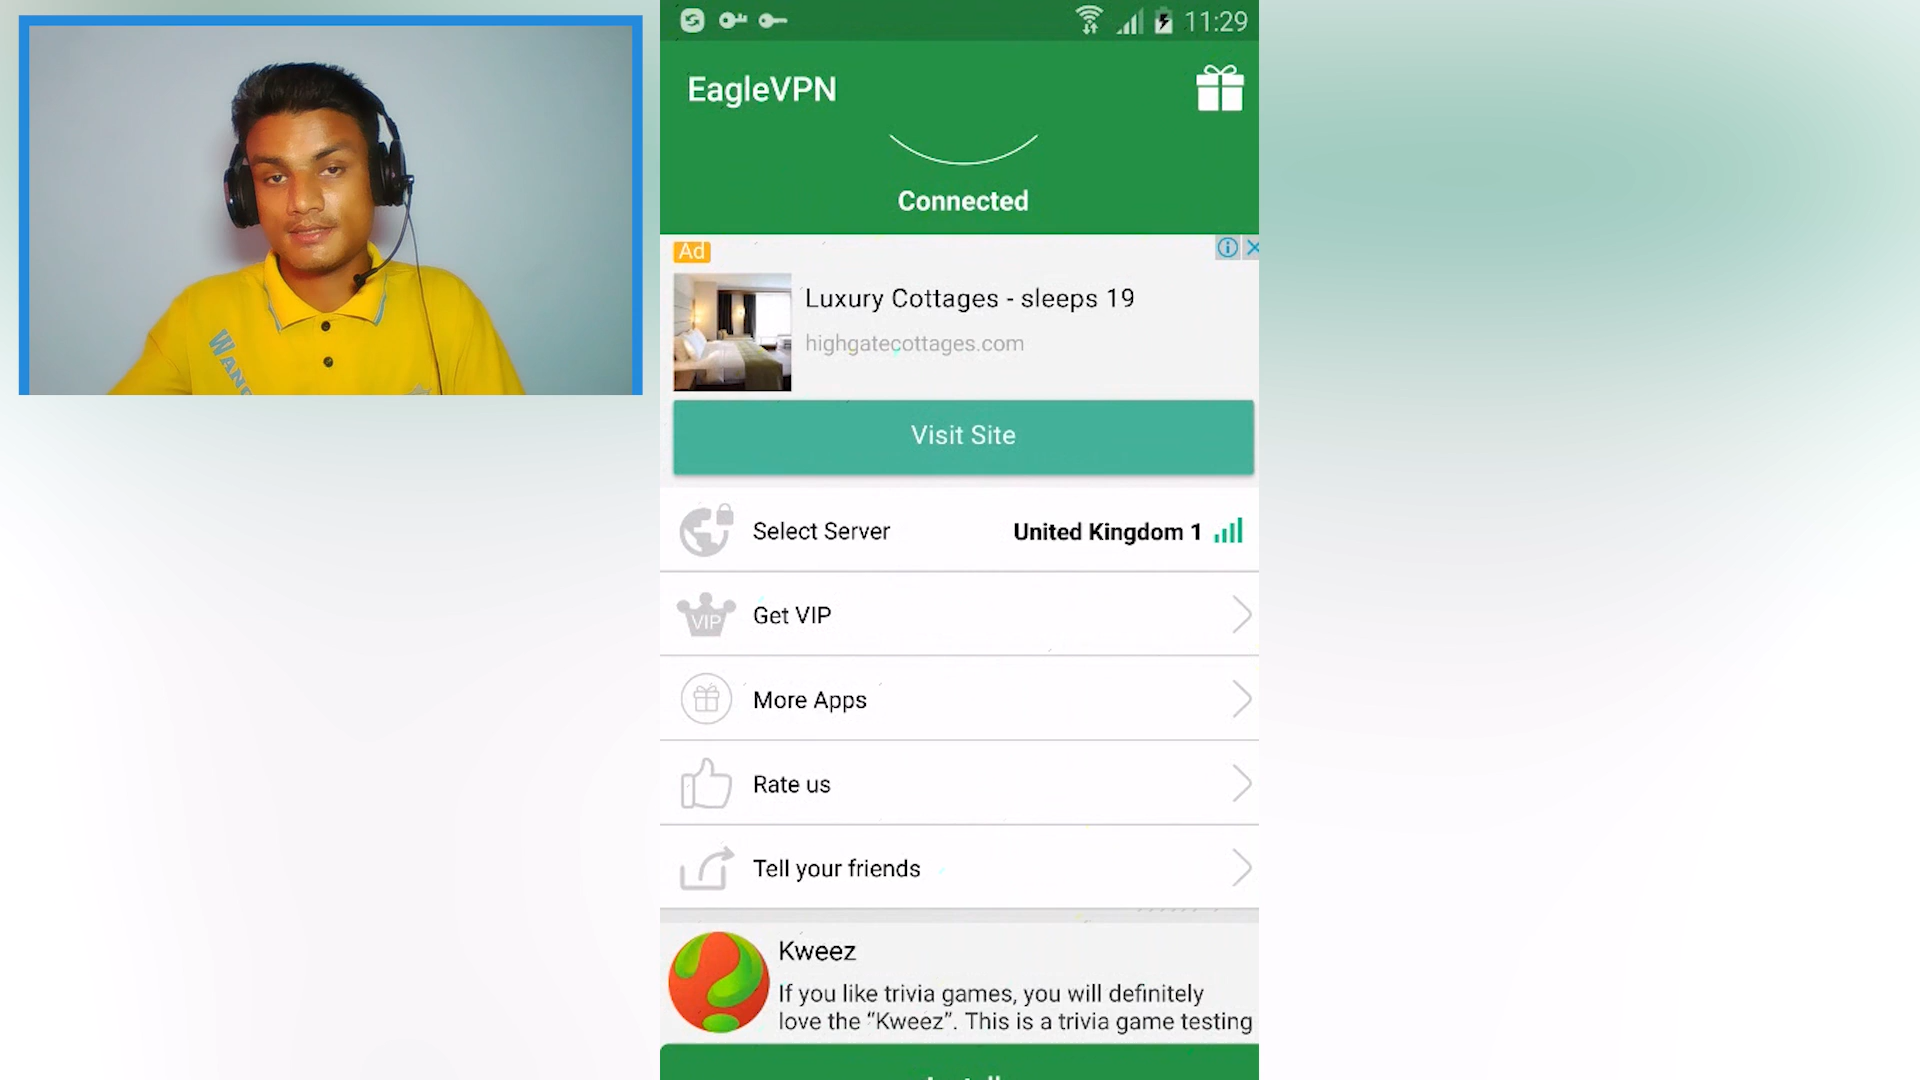 WAND
11:29
EagleVPN
Connected
Ad
Luxury Cottages - sleeps 19
highgatecottages.com
Visit Site
Select Server
United Kingdom 1
VIP
Get VIP
More Apps
Rate us
Tell your friends
Kweez
If you like trivia games, you will definitely
love the “Kweez”. This is a trivia game testing